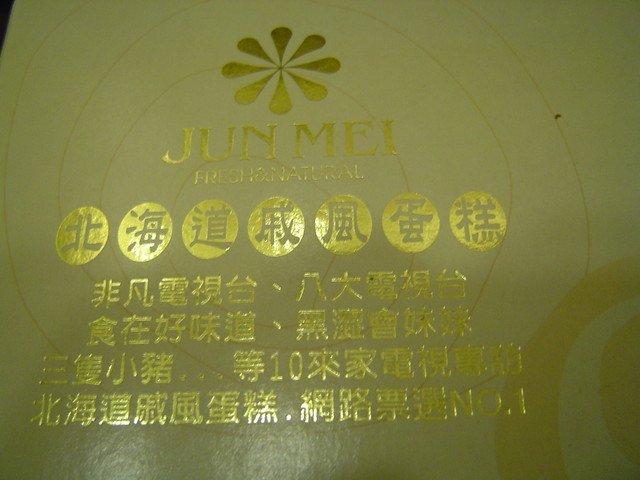 JUN MEI
FRESH&NATURAL
北海道戚風蛋糕
非凡電視台、八大電視台
食在好味道、黑澀會妹妹
三隻小豬...等10來家電視專訪
北海道戚風蛋糕.網路票選NO.1